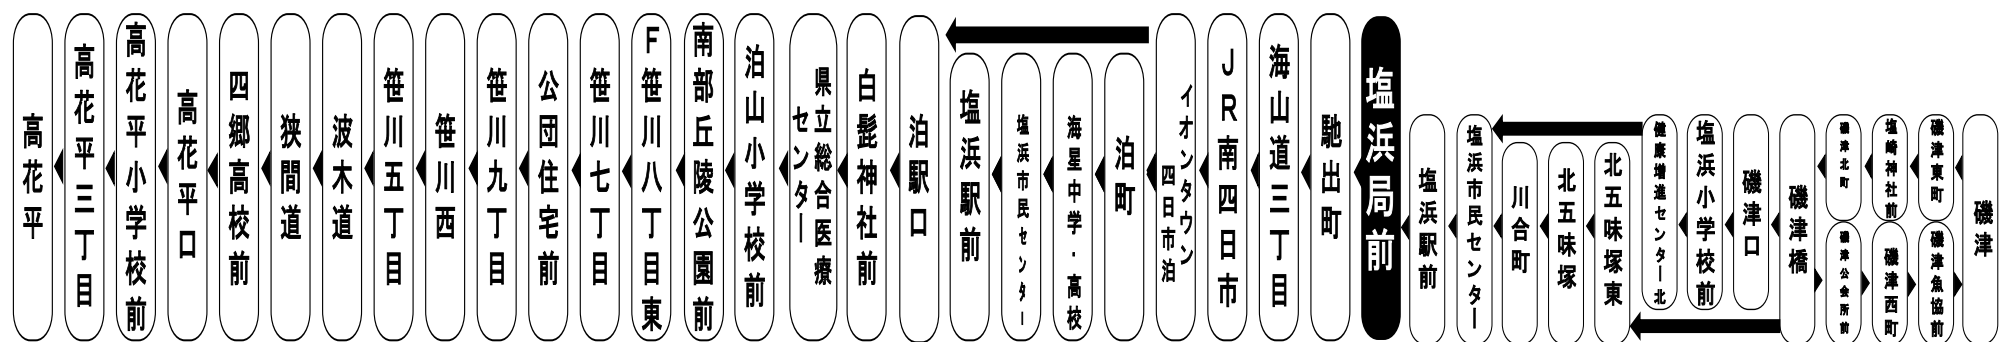 高花平
高花平三丁目
高花平小学校前
高花平口
四郷高校前
狭間道
波木道
笹川五丁目
笹川西
笹川九丁目
公団住宅前
笹川七丁目
F笹川八丁目東
南部丘陵公園前
泊山小学校前
県立総合医療
センター
白髭神社前
泊駅口
塩浜駅前
塩浜市民センター
海星中学・高校
泊町
イオンタウン
四日市泊
JR南四日市
海山道三丁目
馳出町
塩浜局前
塩浜駅前
塩浜市民センター
川合町
北五味塚
北五味塚東
健康増進センター北
塩浜小学校前
磯津口
磯津橋
磯津北町
磯津公会所前
塩崎神社前
磯津西町
磯津東町
磯津魚協前
磯津